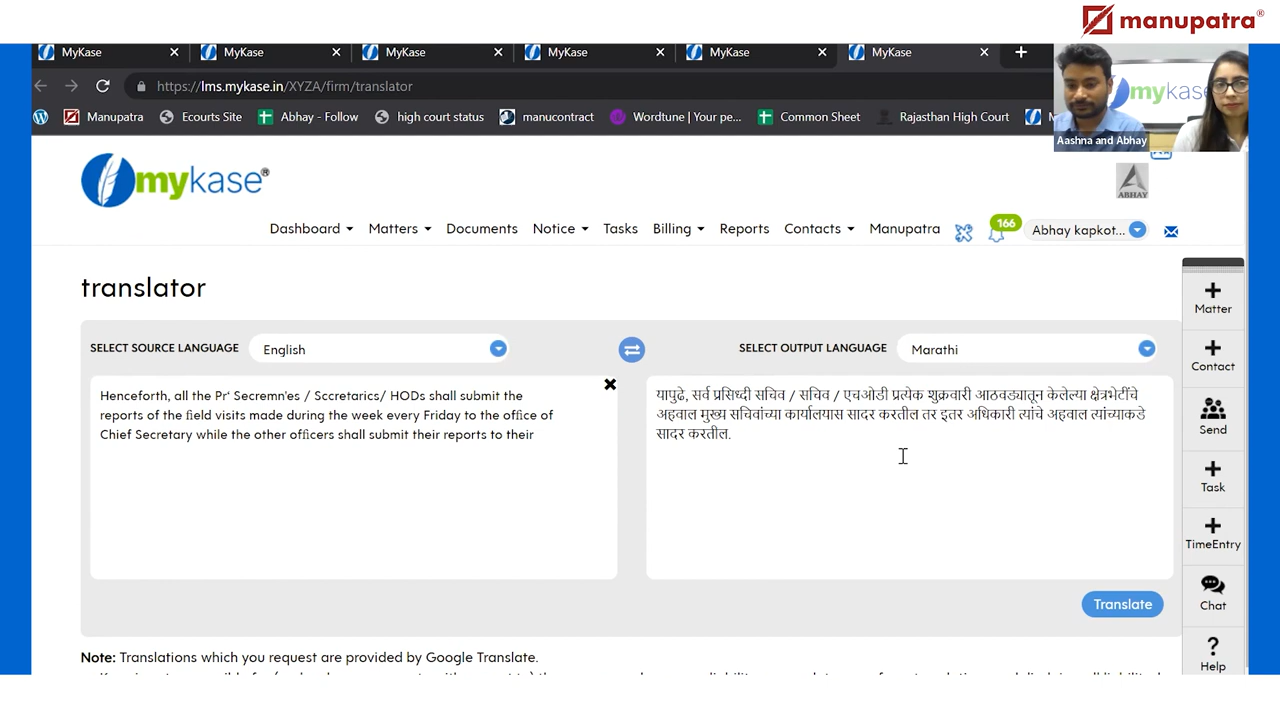 manupatra®
MyKase
MyKase
MyKase
MyKase
MyKase
MyKase
https://lms.mykase.in/XYZA/firm/translator
Manupatra
Ecourts Site
Abhay - Follow
high court status
manucontract
Wordtune | Your pe...
Common Sheet
Rajasthan High Court
mykase
Aashna and Abhay
mykase®
ABHAY
Dashboard
Matters
Documents
Notice
Tasks
Billing
Reports
Contacts
Manupatra
166
Abhay kapkot...
translator
SELECT SOURCE LANGUAGE
English
SELECT OUTPUT LANGUAGE
Marathi
Henceforth, all the Pr' Secremn'es / Sccretarics/ HODs shall submit the
reports of the field visits made during the week every Friday to the office of
Chief Secretary while the other officers shall submit their reports to their
यापुढे, सर्व प्रसिध्दी सचिव / सचिव / एचओडी प्रत्येक शुक्रवारी आठवड्यातून केलेल्या क्षेत्रभेटींचे
अहवाल मुख्य सचिवांच्या कार्यालयास सादर करतील तर इतर अधिकारी त्यांचे अहवाल त्यांच्याकडे
सादर करतील.
Translate
Matter
Contact
Send
Task
TimeEntry
Chat
Help
Note: Translations which you request are provided by Google Translate.